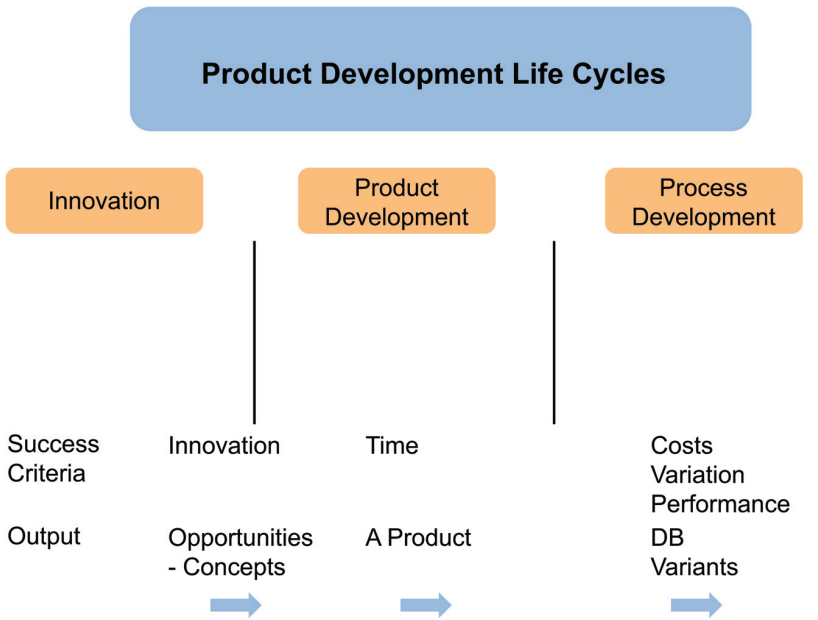 Product Development Life Cycles
Innovation
Product
Development
Process
Development
Success
Criteria
Innovation
Time
Costs
Variation
Performance
Output
Opportunities
- Concepts
A Product
DB
Variants